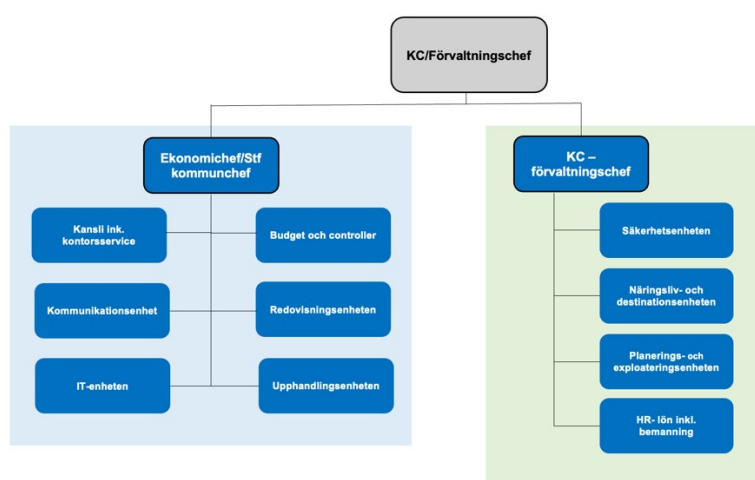 KC/Förvaltningschef
Ekonomichef/Stf
kommunchef
KC –
förvaltningschef
Kansli ink.
kontorsservice
Budget och controller
Kommunikationsenhet
Redovisningsenheten
IT-enheten
Upphandlingsenheten
Säkerhetsenheten
Näringsliv- och
destinationsenheten
Planerings- och
exploateringsenheten
HR- lön inkl.
bemanning